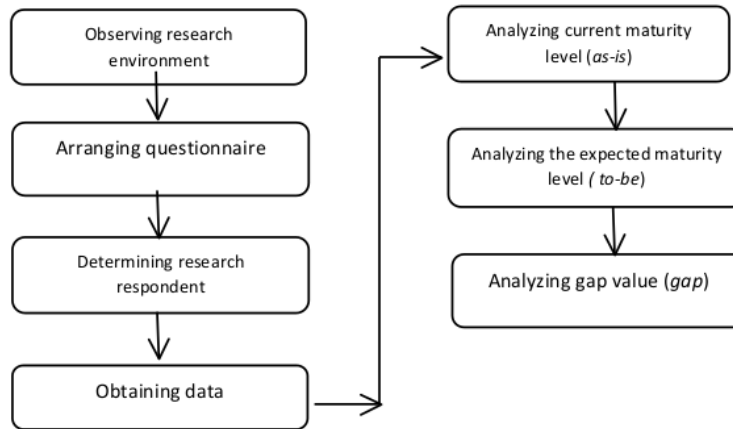 Observing research
environment
Arranging questionnaire
Determining research
respondent
Obtaining data
Analyzing current maturity
level (as-is)
Analyzing the expected maturity
level ( to-be)
Analyzing gap value (gap)